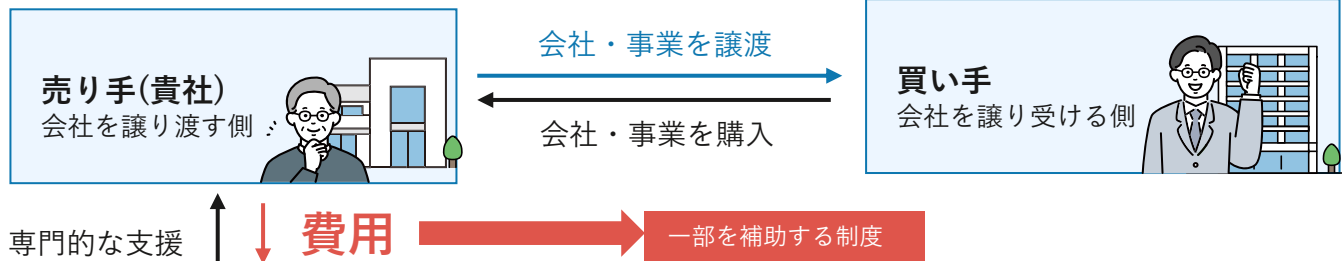 会社・事業を譲渡
売り手(貴社)
会社を譲り渡す側
買い手
会社を譲り受ける側
会社・事業を購入
専門的な支援
費用
一部を補助する制度